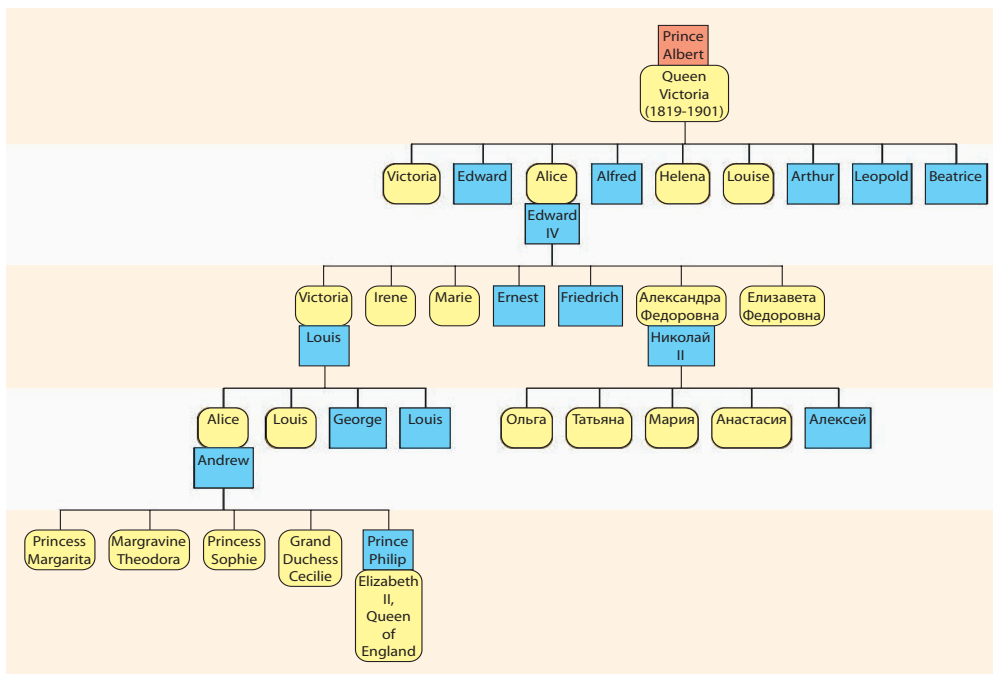 Prince
Albert
Queen
Victoria
(1819-1901)
Victoria
Edward
Alice
Alfred
Helena
Louise
Arthur
Leopold
Beatrice
Edward
IV
Victoria
Irene
Marie
Ernest
Friedrich
Александра
Федоровна
Елизавета
Федоровна
Louis
Николай
II
Alice
Louis
George
Louis
Ольга
Татьяна
Мария
Анастасия
Алексей
Andrew
Princess
Margarita
Margravine
Theodora
Princess
Sophie
Grand
Duchess
Cecilie
Prince
Philip
Elizabeth
II,
Queen
of
England